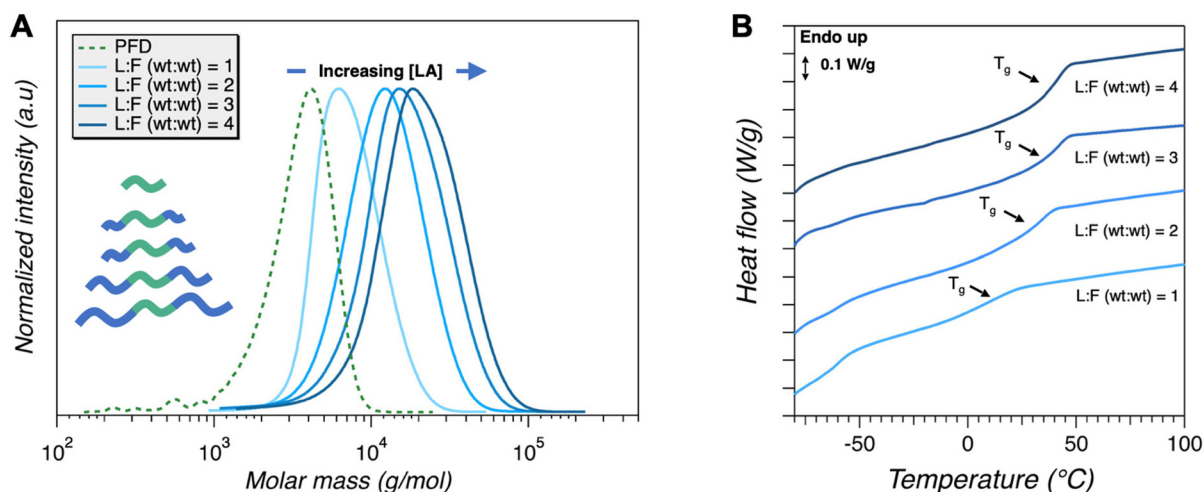 A
PFD
L:F (wt:wt) = 1
L:F (wt:wt) = 2
L:F (wt:wt) = 3
L:F (wt:wt) = 4
Increasing [LA]
Normalized intensity (a.u)
10²
10³
10⁴
10⁵
Molar mass (g/mol)
B
Endo up
0.1 W/g
Tg
L:F (wt:wt) = 4
Tg
L:F (wt:wt) = 3
Tg
L:F (wt:wt) = 2
Tg
L:F (wt:wt) = 1
Heat flow (W/g)
-50
0
50
100
Temperature (°C)